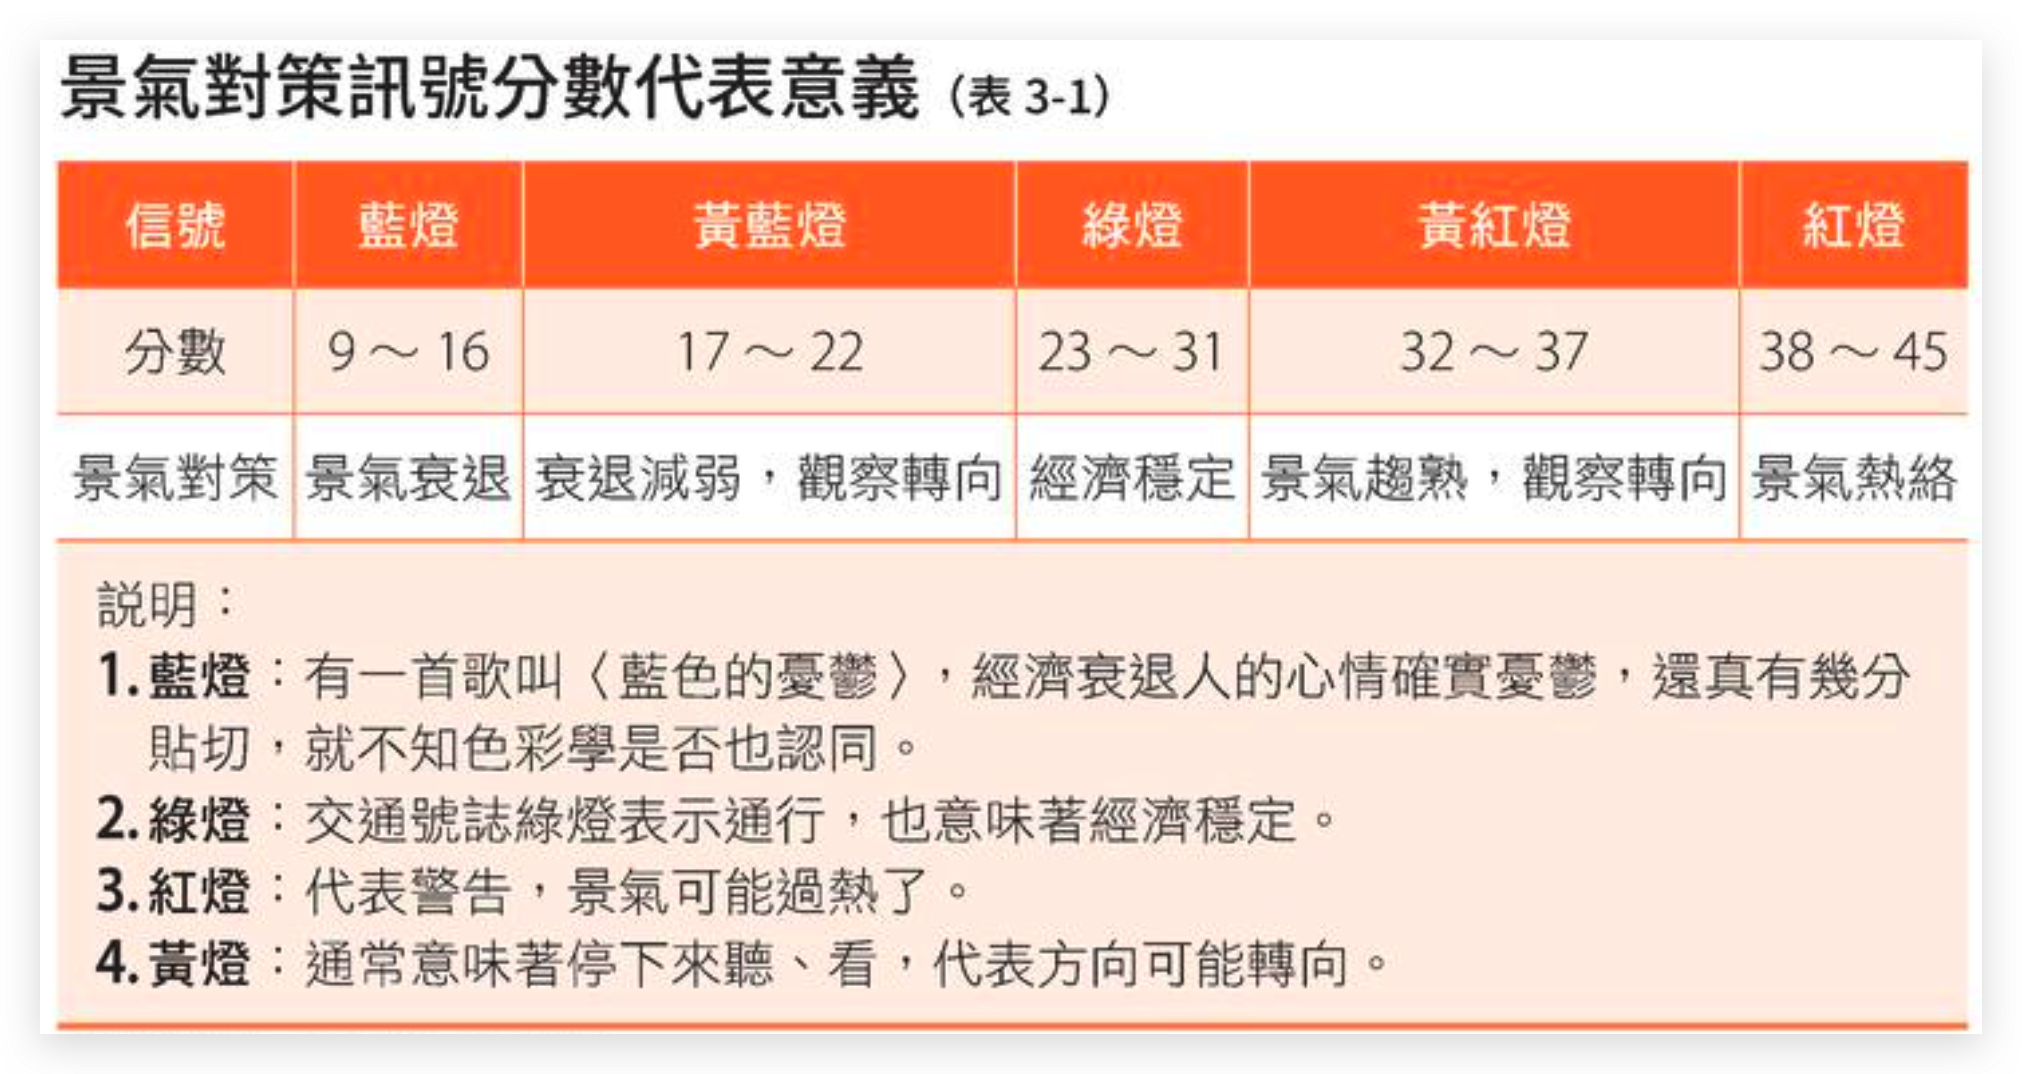 景氣對策訊號分數代表意義（表 3-1）
信號 藍燈 黃藍燈 綠燈 黃紅燈 紅燈
分數 9～16 17～22 23～31 32～37 38～45
景氣對策 景氣衰退 衰退減弱，觀察轉向 經濟穩定 景氣趨熟，觀察轉向 景氣熱絡
說明：
1.藍燈：有一首歌叫〈藍色的憂鬱〉，經濟衰退人的心情確實憂鬱，還真有幾分
貼切，就不知色彩學是否也認同。
2.綠燈：交通號誌綠燈表示通行，也意味著經濟穩定。
3.紅燈：代表警告，景氣可能過熱了。
4.黃燈：通常意味著停下來聽、看，代表方向可能轉向。